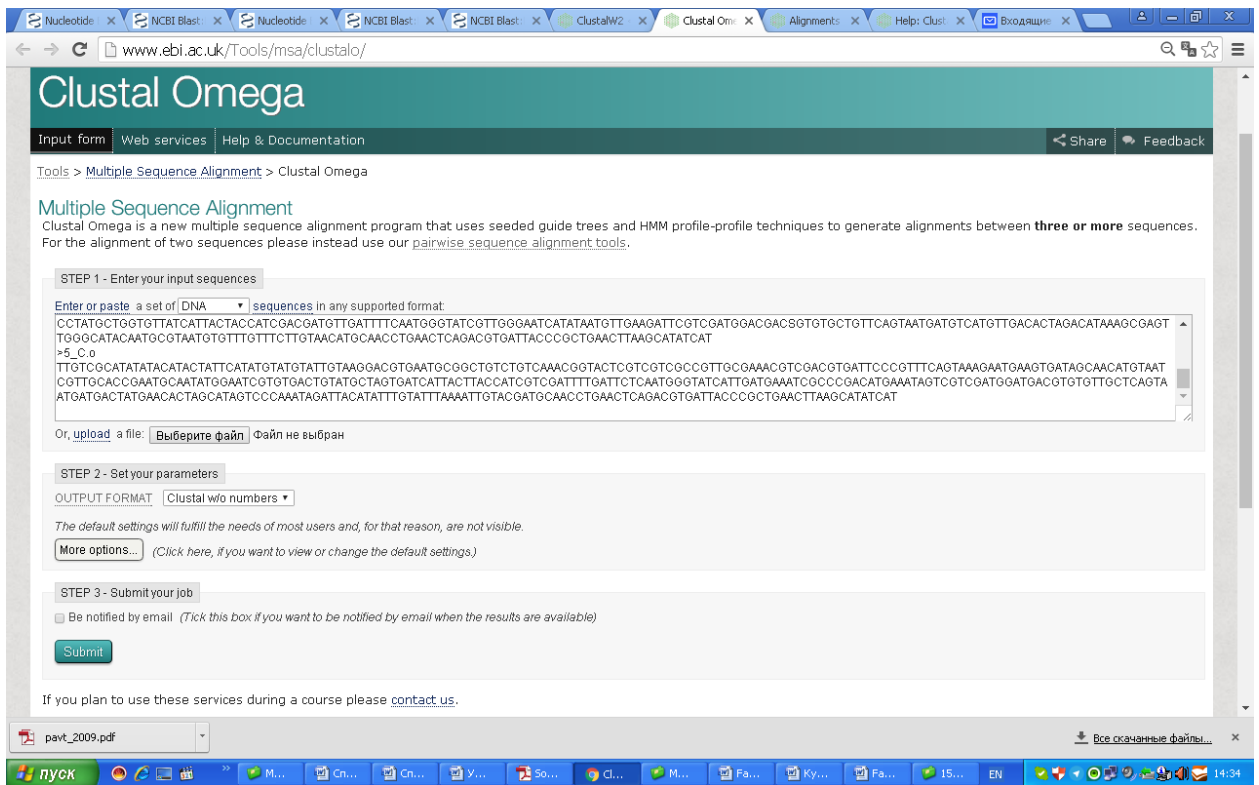 Nucleotide
NCBI Blast:
Nucleotide
NCBI Blast:
NCBI Blast:
ClustalW2
Clustal Ome
Alignments
Help: Clust
Входящие
www.ebi.ac.uk/Tools/msa/clustalo/
Clustal Omega
Input form Web services Help & Documentation Share Feedback
Tools > Multiple Sequence Alignment > Clustal Omega
Multiple Sequence Alignment
Clustal Omega is a new multiple sequence alignment program that uses seeded guide trees and HMM profile-profile techniques to generate alignments between three or more sequences.
For the alignment of two sequences please instead use our pairwise sequence alignment tools.
STEP 1 - Enter your input sequences
Enter or paste a set of DNA sequences in any supported format:
CCTATGCTGGTGTTATCATTACTACCATCGACGATGTTGATTTTCAATGGGTATCGTTGGGAATCATATAATGTTGAAGATTCGTCGATGGACGACSGTGTGCTGTTCAGTAATGATGTCATGTTGACACTAGACATAAAGCGAGT
TGGGCATACAATGCGTAATGTGTTTGTTTCTTGTAACATGCAACCTGAACTCAGACGTGATTACCCGCTGAACTTAAGCATATCAT
>5_C.o
TTGTCGCATATATACATACTATTCATATGTATGTATTGTAAGGACGTGAATGCGGCTGTCTGTCAAACGGTACTCGTCGTCGCCGTTGCGAAACGTCGACGTGATTCCCGTTTCAGTAAAGAATGAAGTGATAGCAACATGTAAT
CGTTGCACCGAATGCAATATGGAATCGTGTGACTGTATGCTAGTGATCATTACTTACCATCGTCGATTTTGATTCTCAATGGGTATCATTGATGAAATCGCCCGACATGAAATAGTCGTCGATGGATGACGTGTGTTGCTCAGTA
ATGATGACTATGAACACTAGCATAGTCCCAAATAGATTACATATTTGTATTTAAAATTGTACGATGCAACCTGAACTCAGACGTGATTACCCGCTGAACTTAAGCATATCAT
Or, upload a file: Выберите файл Файл не выбран
STEP 2 - Set your parameters
OUTPUT FORMAT Clustal w/o numbers
The default settings will fulfill the needs of most users and, for that reason, are not visible.
More options... (Click here, if you want to view or change the default settings.)
STEP 3 - Submit your job
Be notified by email (Tick this box if you want to be notified by email when the results are available)
Submit
If you plan to use these services during a course please contact us.
pavt_2009.pdf Все скачанные файлы...
пуск M... Сп... Сп... У... So... Cl... M... Fa... Ку... Fa... 15... EN 14:34